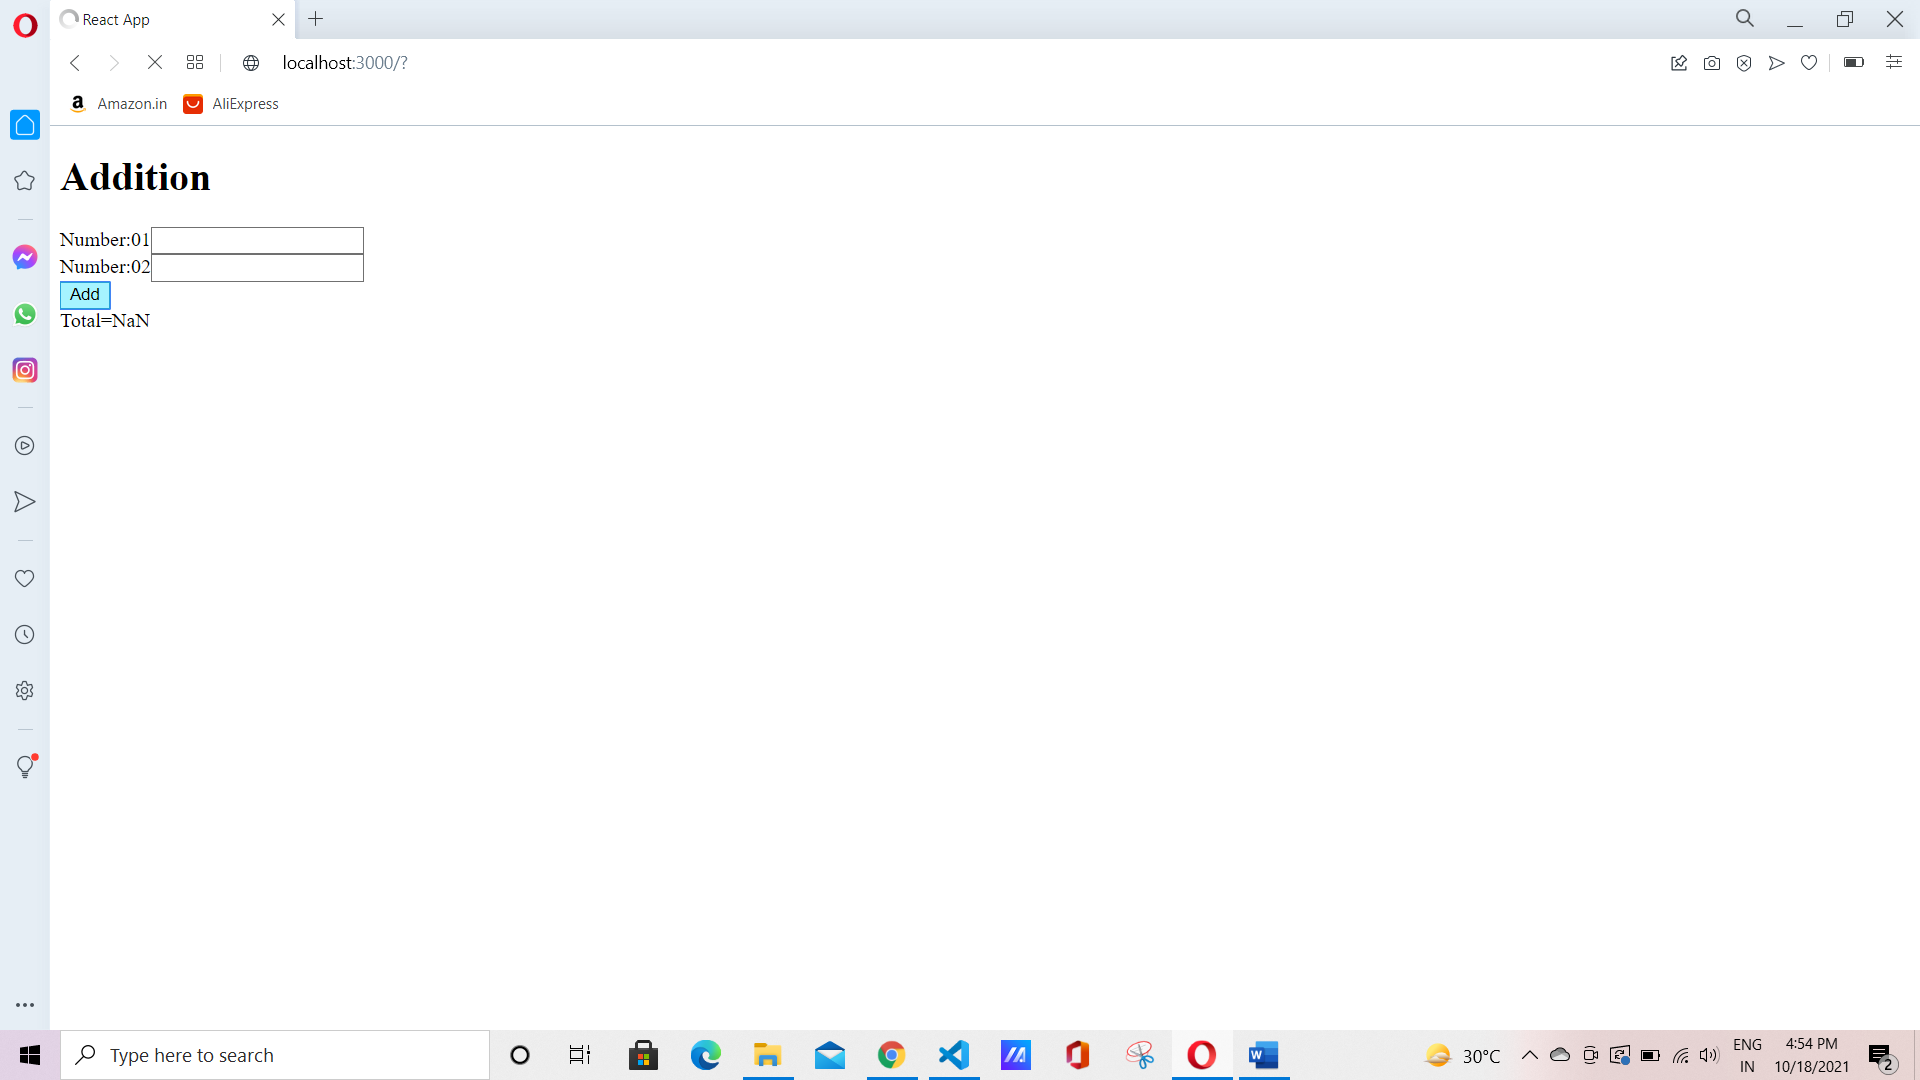 React App
localhost:3000/?
Amazon.in AliExpress
Addition
Number:01
Number:02
Add
Total=NaN
Type here to search
30°C
ENG
IN
4:54 PM
10/18/2021
2